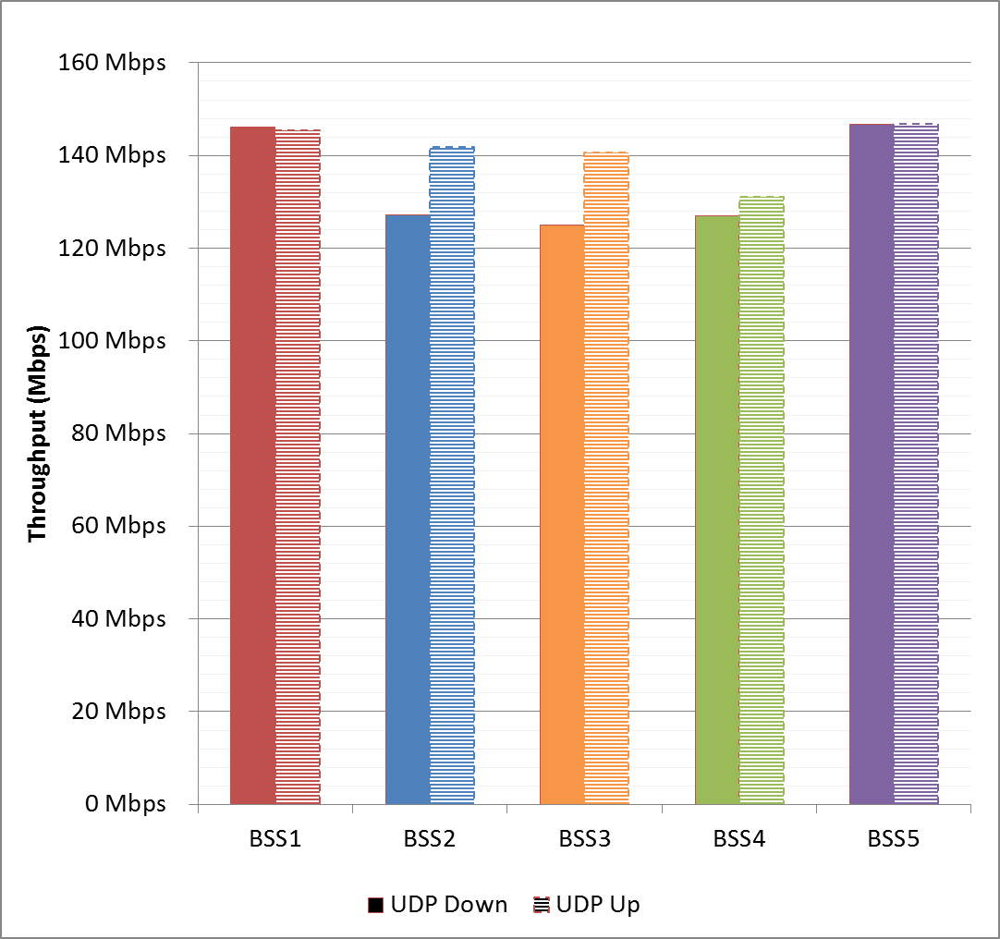 160 Mbps
140 Mbps
120 Mbps
100 Mbps
80 Mbps
60 Mbps
40 Mbps
20 Mbps
0 Mbps
Throughput (Mbps)
BSS1 BSS2 BSS3 BSS4 BSS5
UDP Down UDP Up